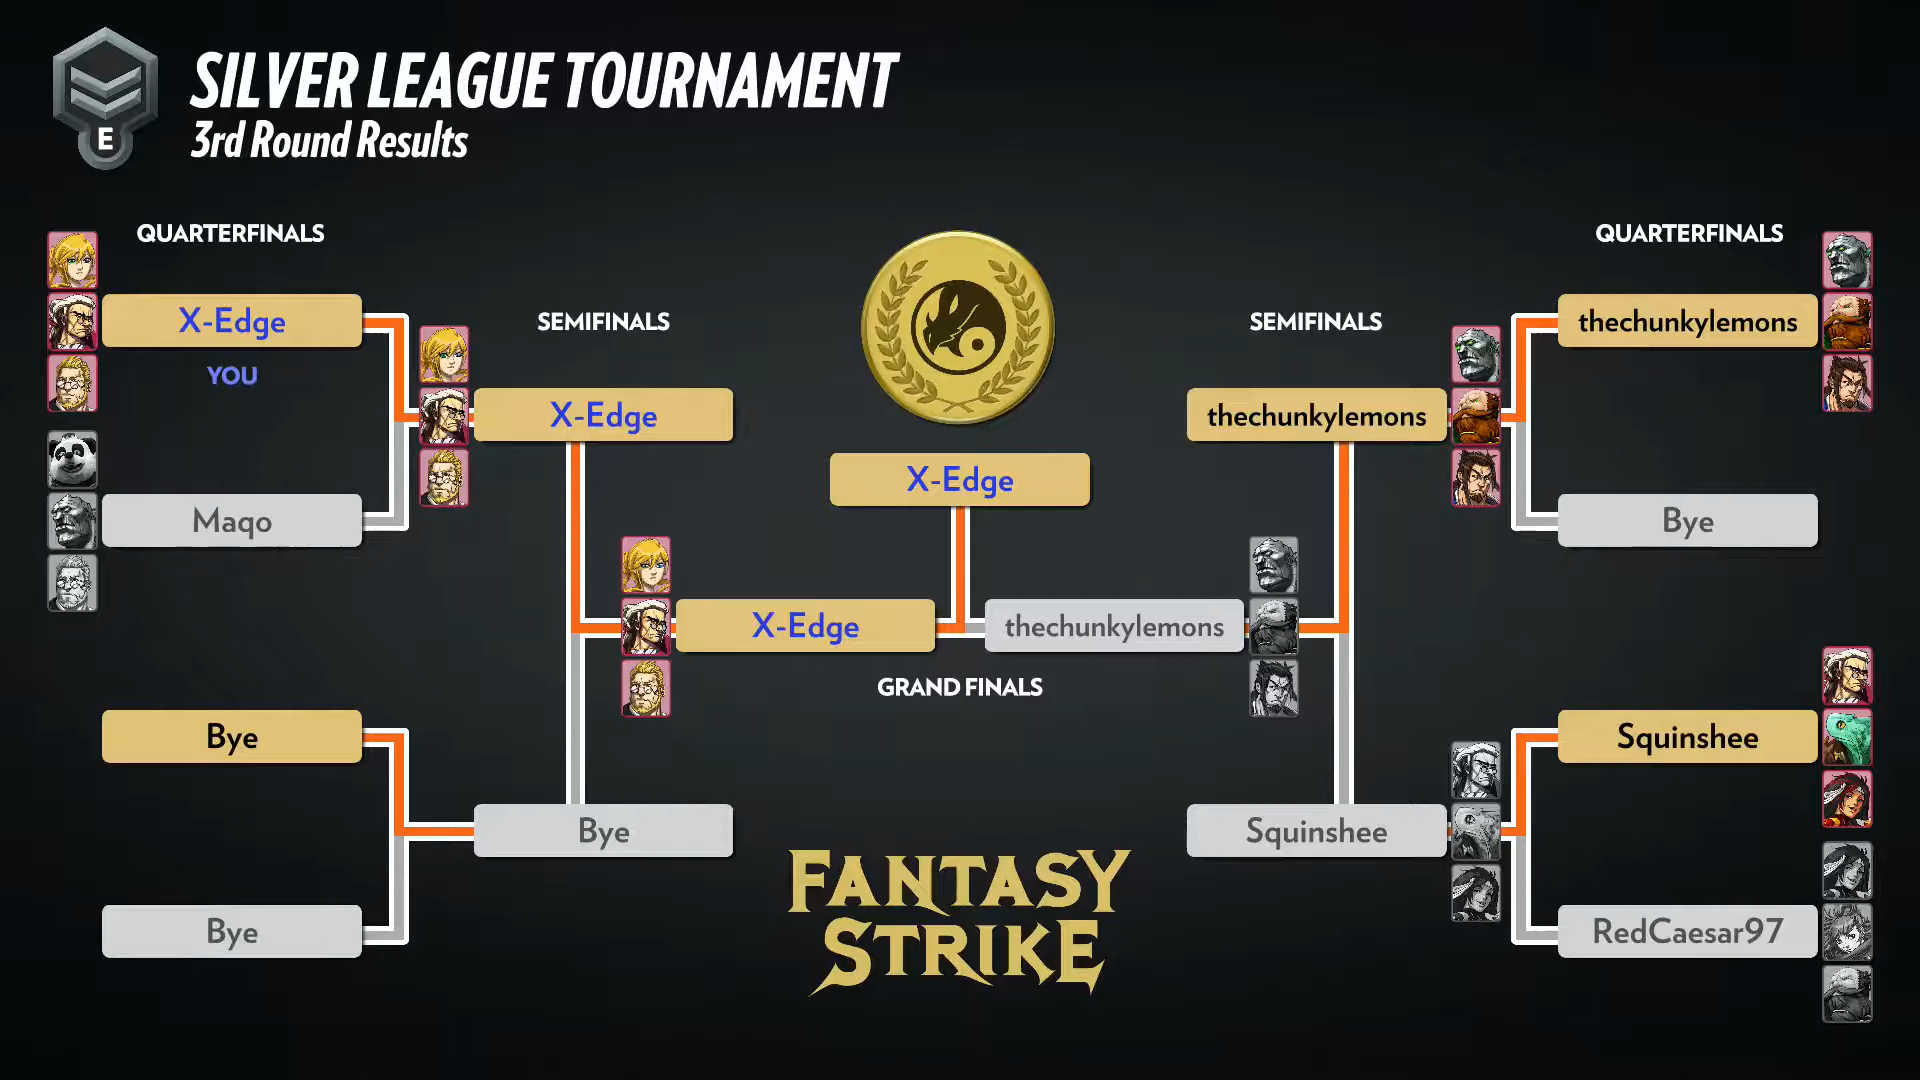 SILVER LEAGUE TOURNAMENT
3rd Round Results
E
QUARTERFINALS
X-Edge
YOU
Maqo
Bye
Bye
SEMIFINALS
X-Edge
Bye
X-Edge
X-Edge
thechunkylemons
GRAND FINALS
FANTASY
STRIKE
SEMIFINALS
thechunkylemons
Squinshee
QUARTERFINALS
thechunkylemons
Bye
Squinshee
RedCaesar97